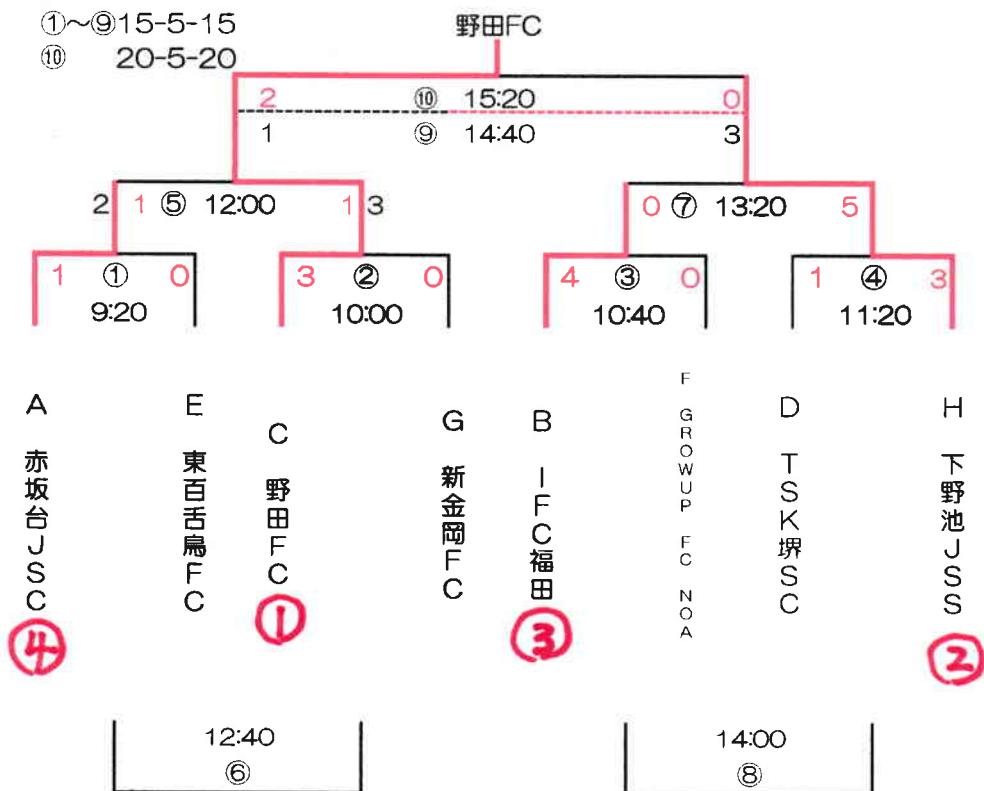 ①～⑨15-5-15
⑩ 20-5-20
野田FC
2 ⑩ 15:20 0
1 ⑨ 14:40 3
2 1 ⑤ 12:00 1 3
0 ⑦ 13:20 5
1 ① 0
9:20
3 ② 0
10:00
4 ③ 0
10:40
1 ④ 3
11:20
A 赤坂台JSC
④
E 東百舌鳥FC
C 野田FC
①
G 新金岡FC
B IFC福田
③
F GROWUP FC NOA
D TSK堺SC
H 下野池JSS
②
12:40
⑥
14:00
⑧